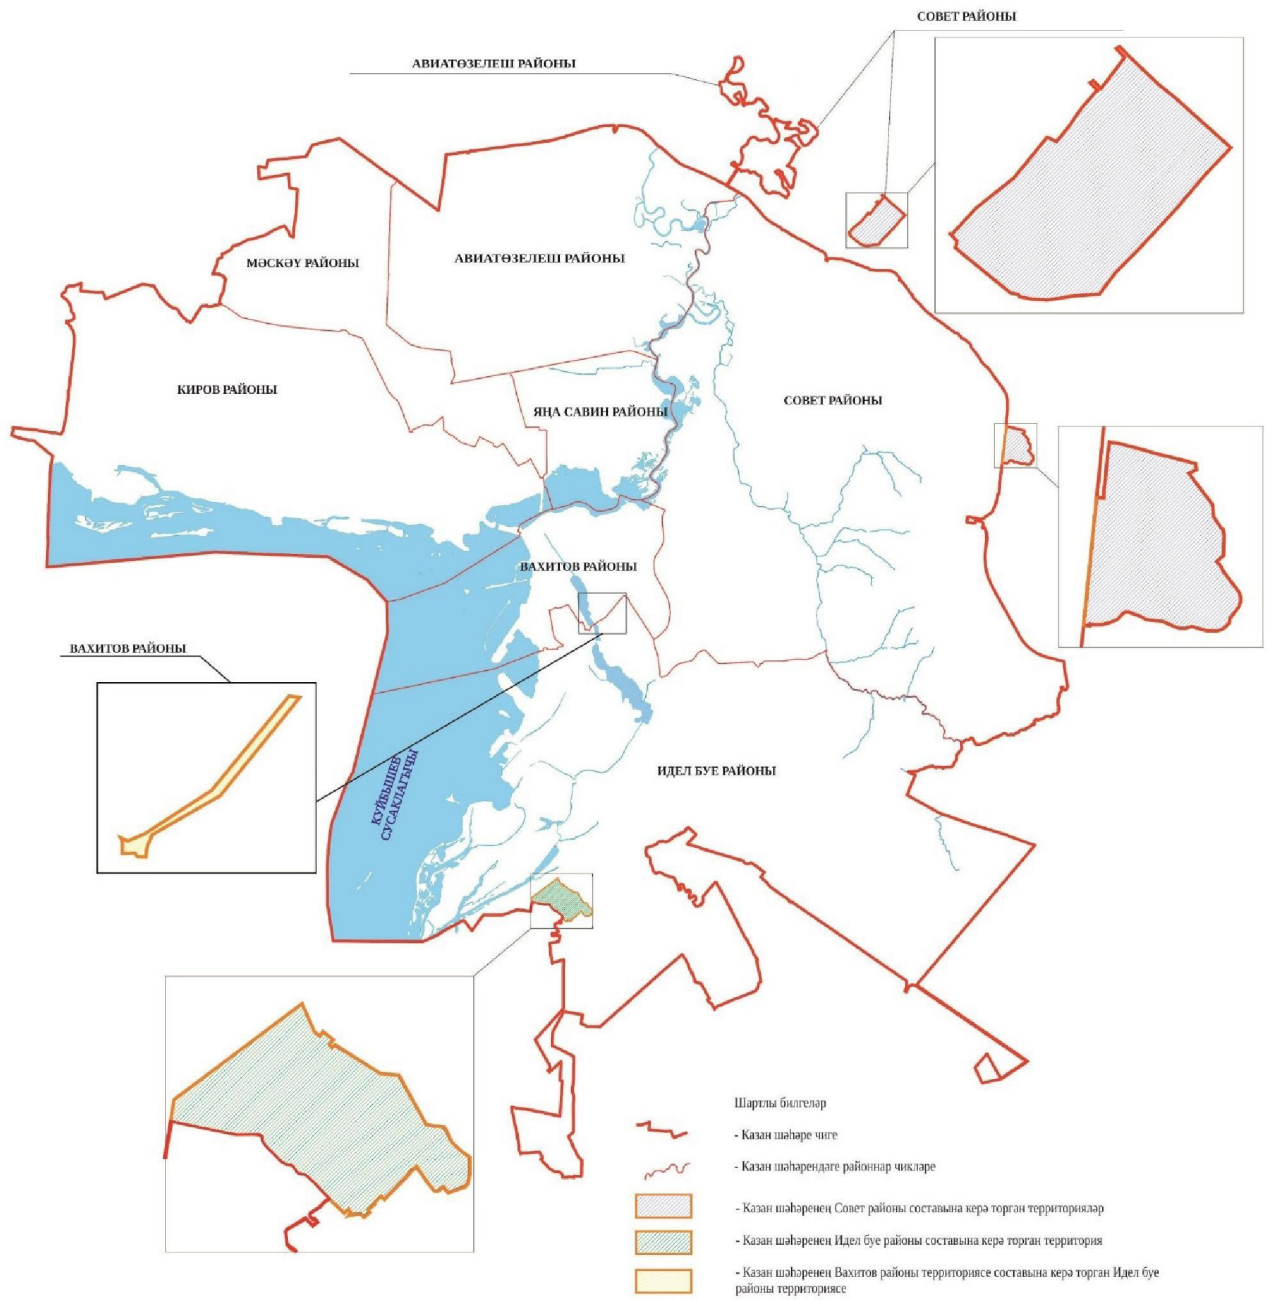 СОВЕТ РАЙОНЫ
АВИАТӨЗЕЛЕШ РАЙОНЫ
МӘСКӘҮ РАЙОНЫ
АВИАТӨЗЕЛЕШ РАЙОНЫ
КИРОВ РАЙОНЫ
ЯҢА САВИН РАЙОНЫ
СОВЕТ РАЙОНЫ
ВАХИТОВ РАЙОНЫ
ВАХИТОВ РАЙОНЫ
ИДЕЛ БУЕ РАЙОНЫ
КУЙБЫШЕВ
СУСАКЛАГЫЧЫ
Шартлы билгеләр
- Казан шәһәре чиге
- Казан шәһәрендәге районнар чикләре
- Казан шәһәренең Совет районы составына керә торган территорияләр
- Казан шәһәренең Идел буе районы составына керә торган территория
- Казан шәһәренең Вахитов районы территориясе составына керә торган Идел буе
районы территориясе